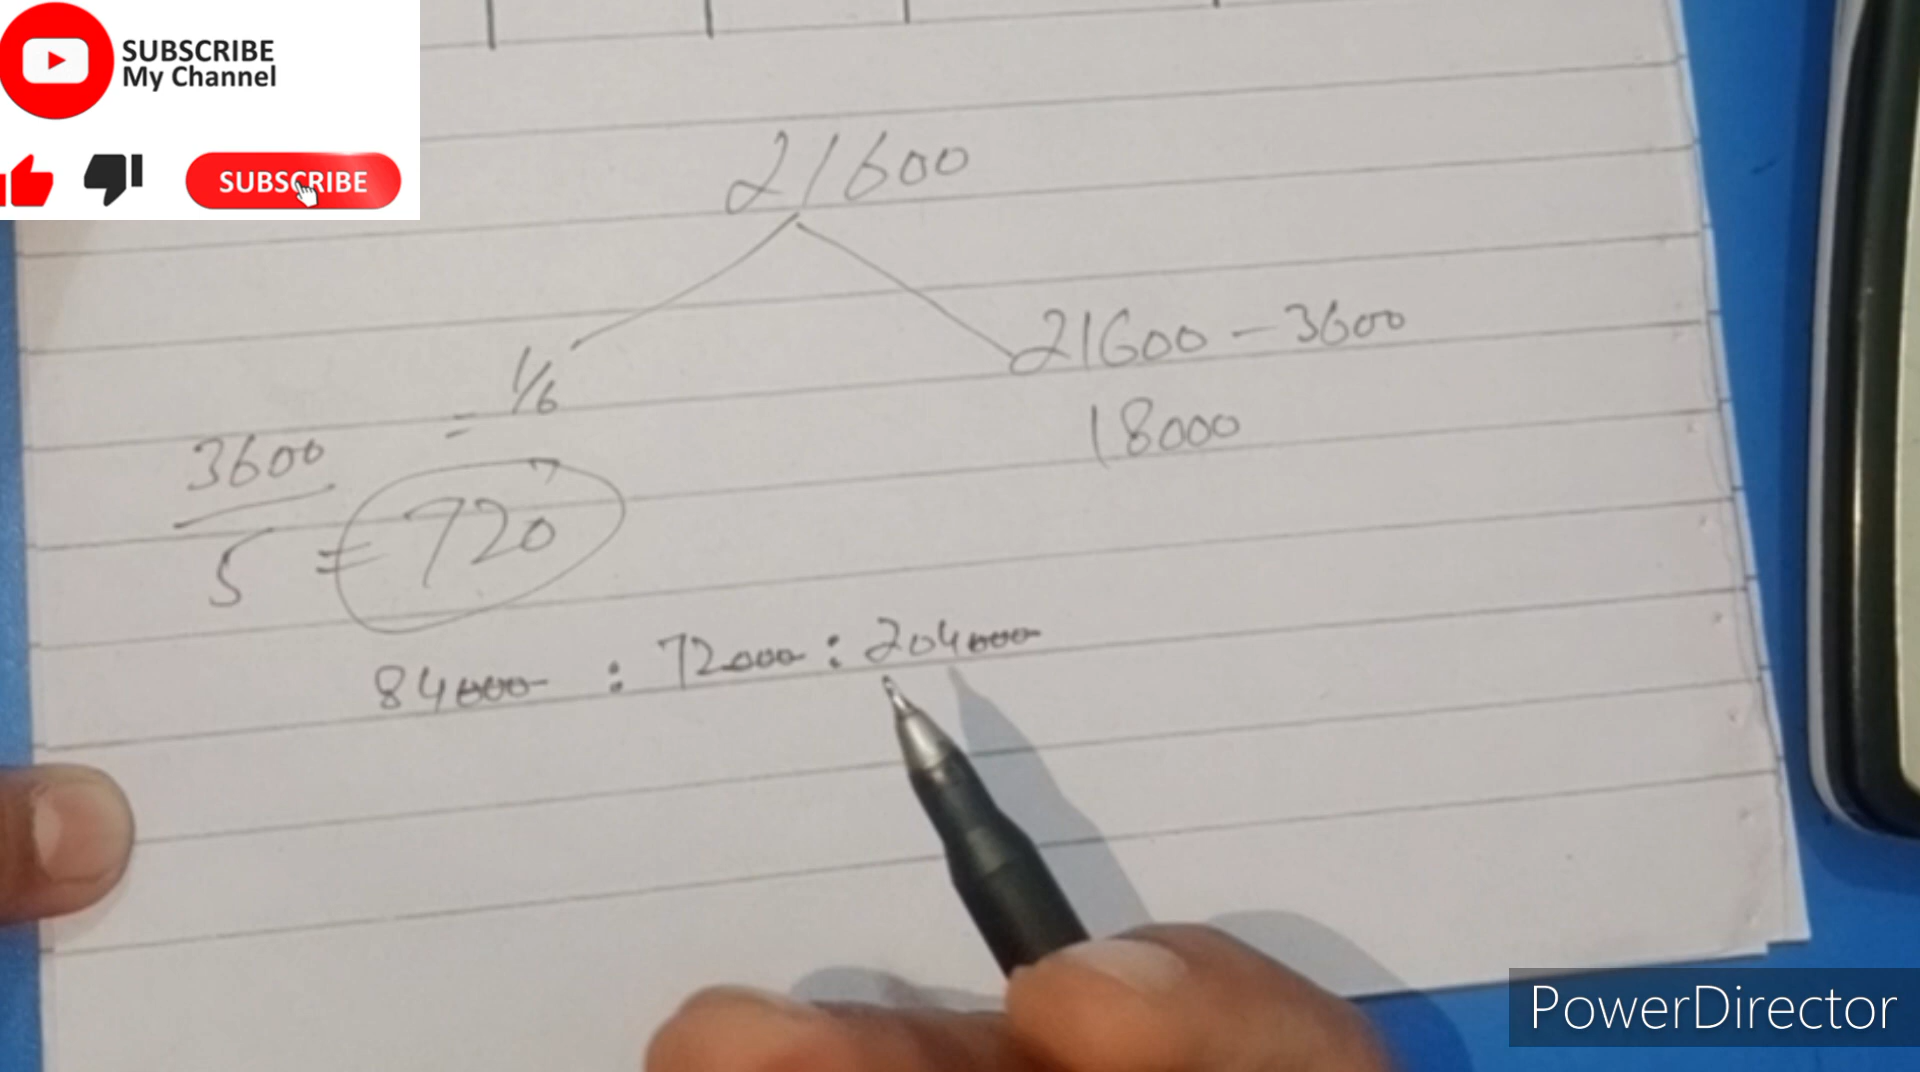 SUBSCRIBE
My Channel
SUBSCRIBE
21600
= 1/6
21600 - 3600
18000
3600
5 = 720
84000 : 72000 : 204000
PowerDirector